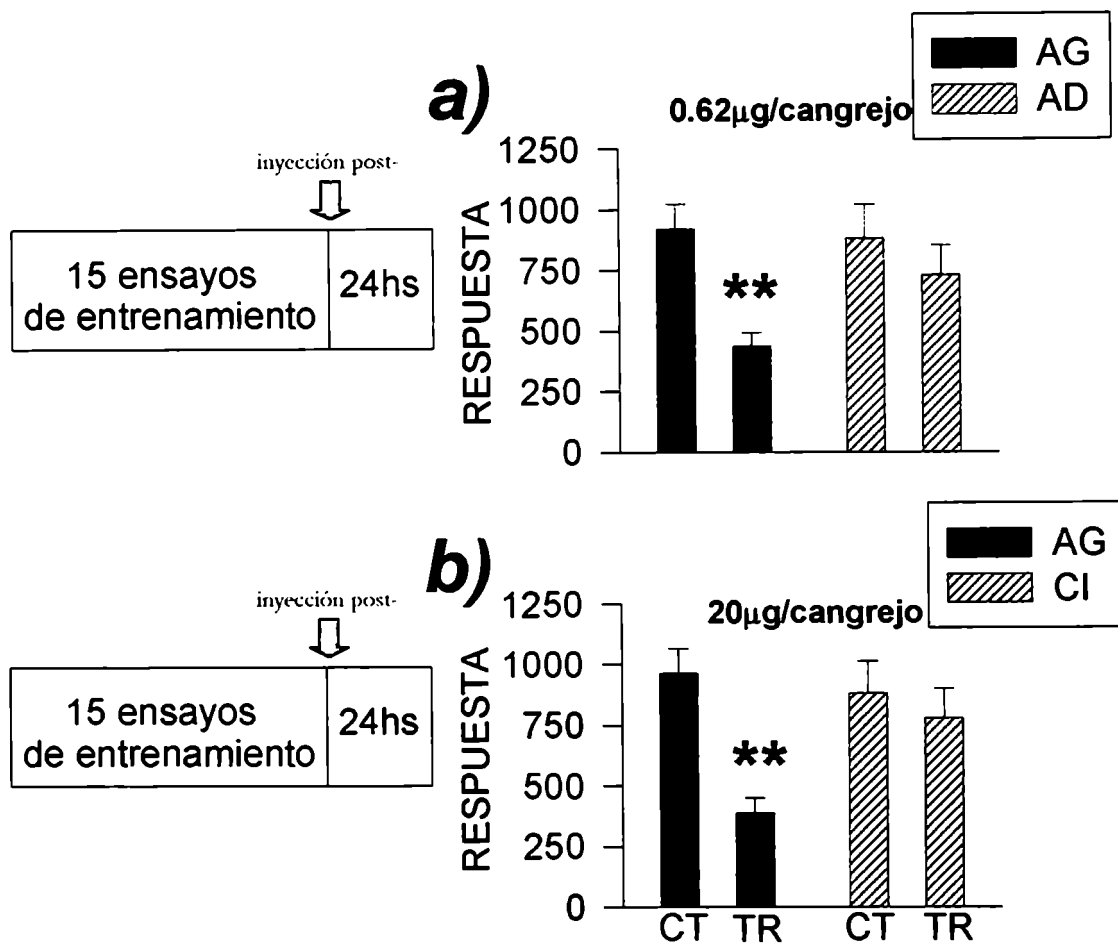 a)
AG
AD
0.62µg/cangrejo
inyección post-
15 ensayos
de entrenamiento
24hs
RESPUESTA
1250
1000
750
500
250
0
**
b)
AG
CI
20µg/cangrejo
inyección post-
15 ensayos
de entrenamiento
24hs
RESPUESTA
1250
1000
750
500
250
0
**
CT TR CT TR